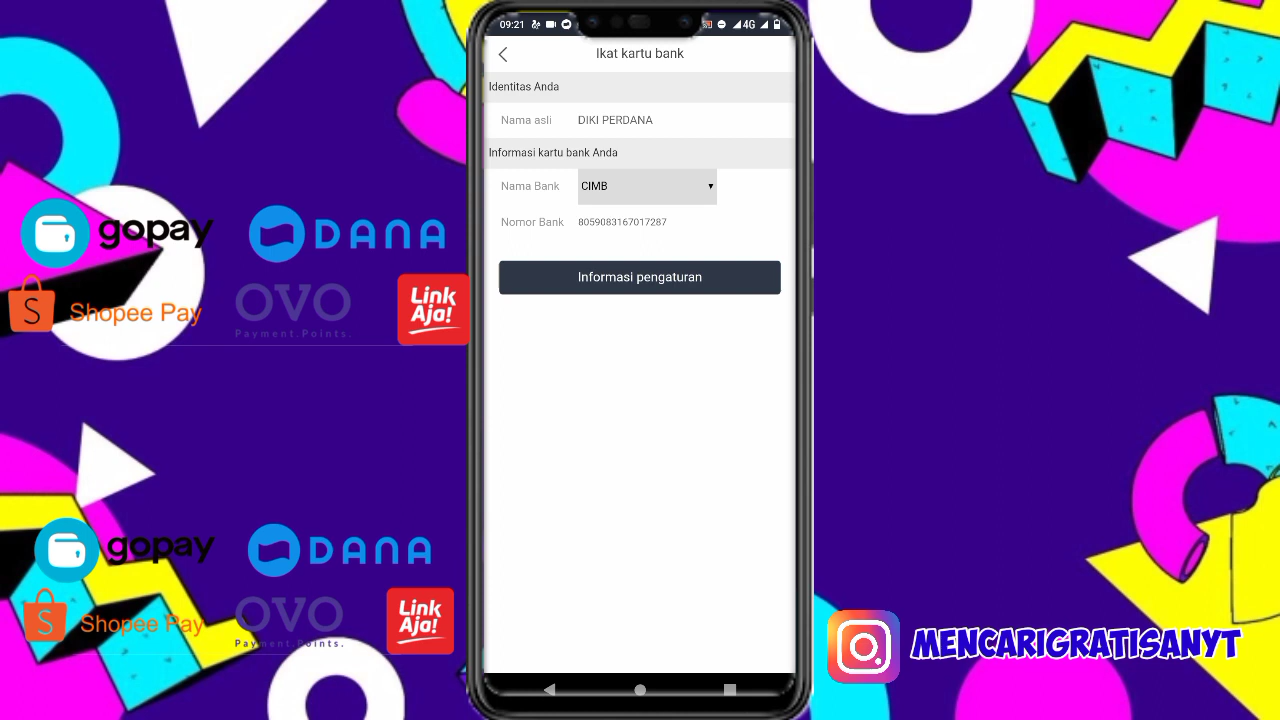 09:21
4G
Ikat kartu bank
Identitas Anda
Nama asli DIKI PERDANA
Informasi kartu bank Anda
Nama Bank CIMB
Nomor Bank 8059083167017287
Informasi pengaturan
gopay DANA
S Shopee Pay OVO Link Aja!
Payment.Points.
gopay DANA
S Shopee Pay OVO Link Aja!
Payment.Points.
MENCARIGRATISANYT